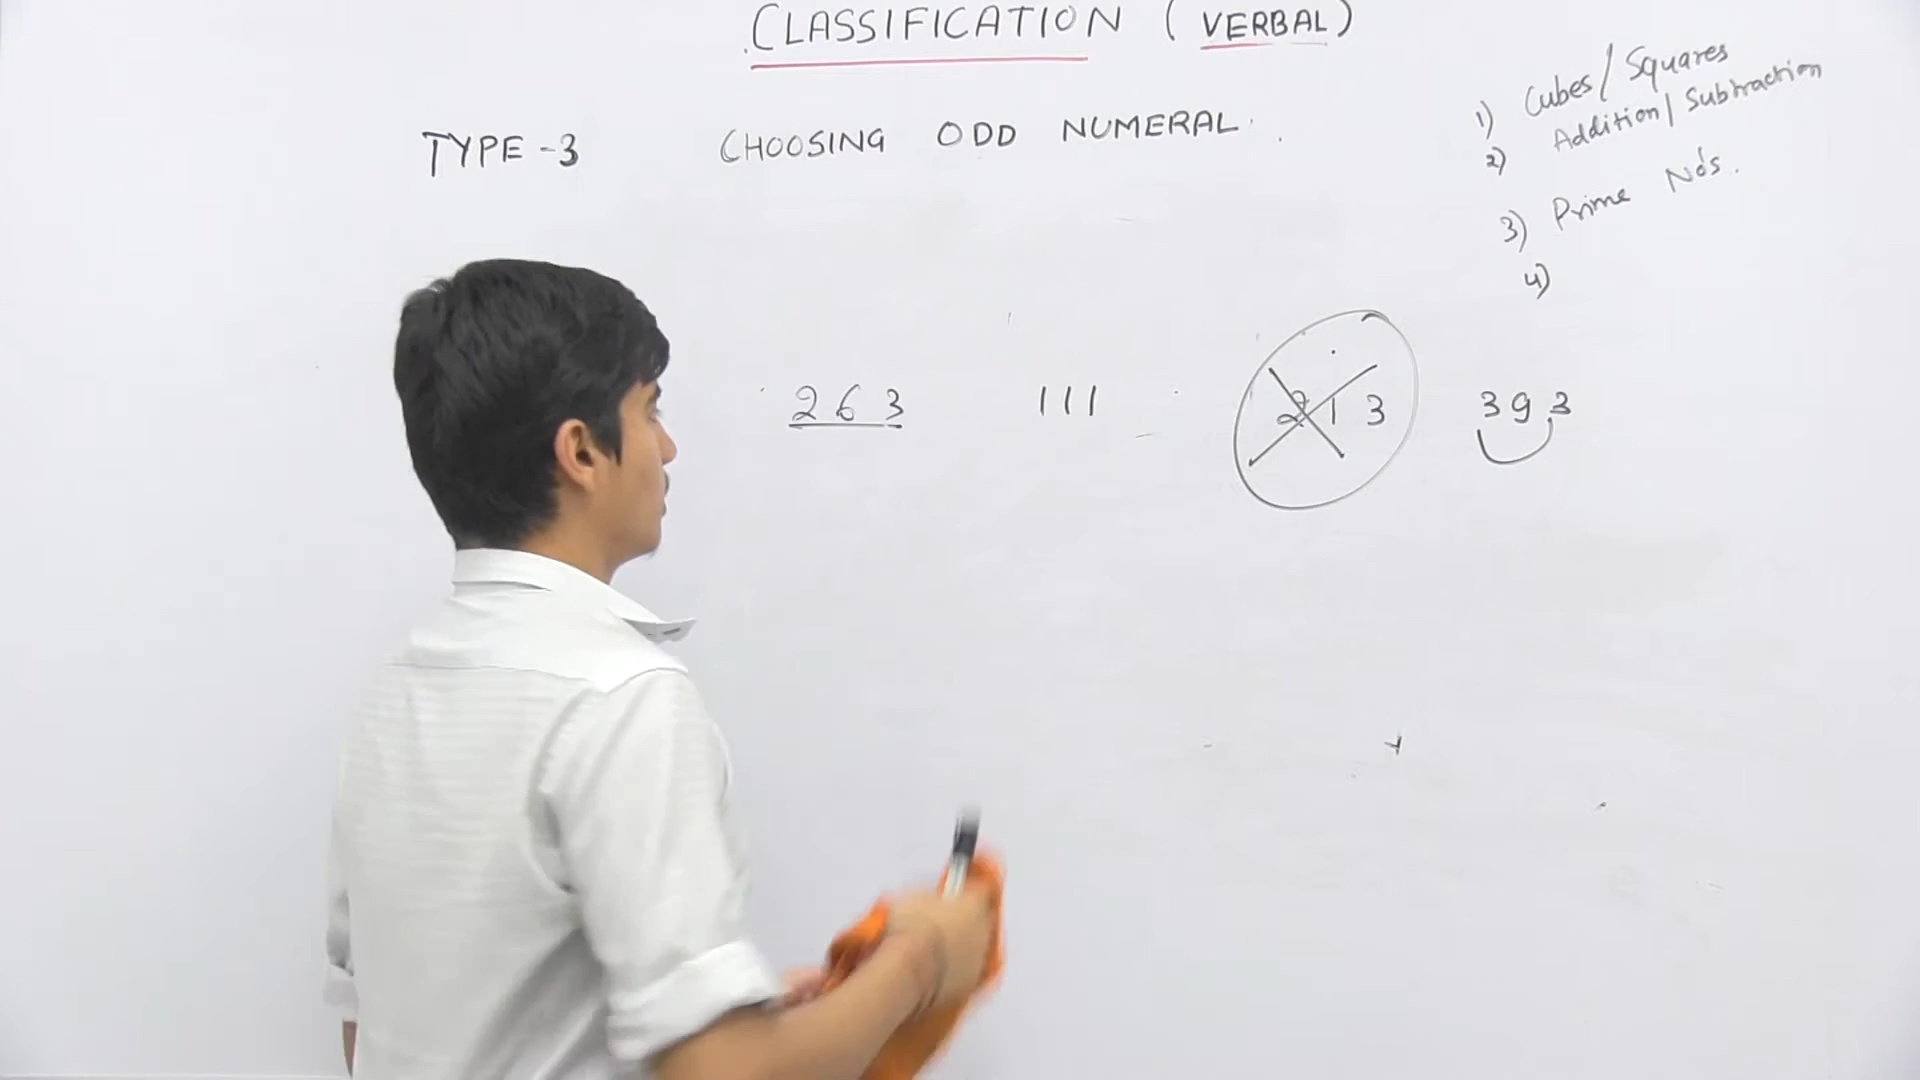 CLASSIFICATION (VERBAL)
TYPE-3 CHOOSING ODD NUMERAL
1) Cubes/Squares
2) Addition/Subtraction
3) Prime No's.
4)
263 111 213 393